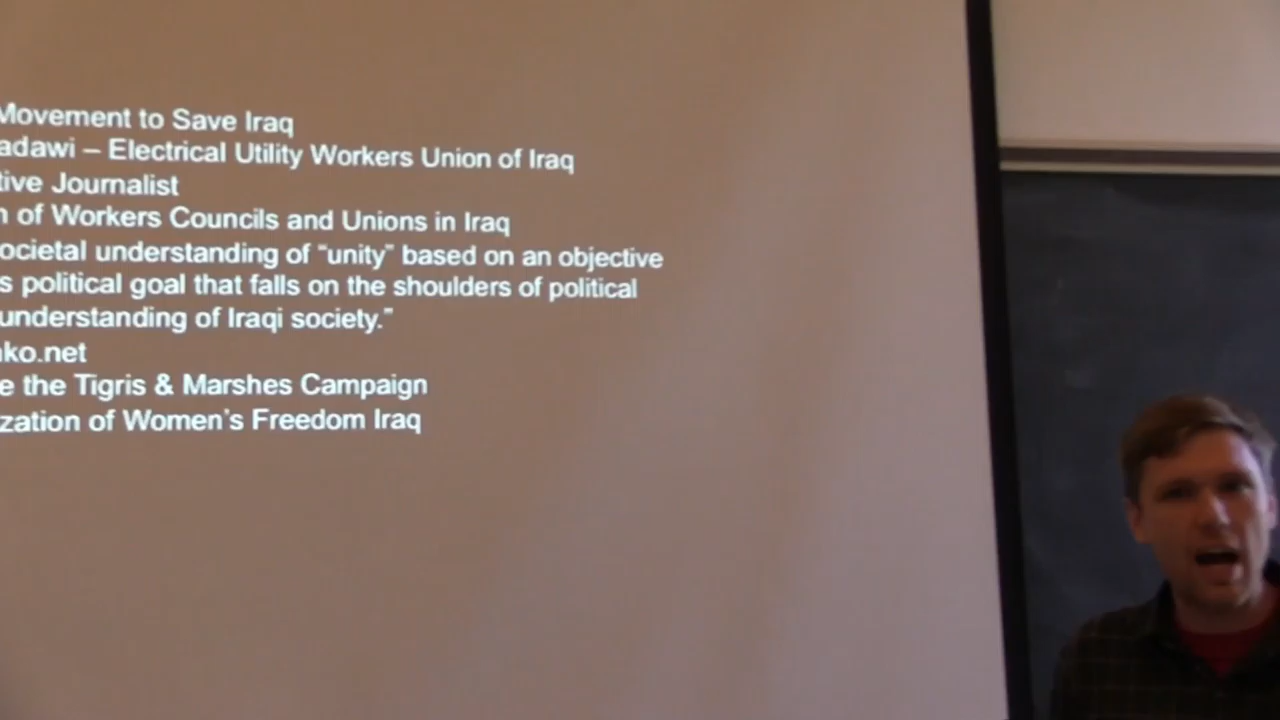 Movement to Save Iraq
adawi – Electrical Utility Workers Union of Iraq
tive Journalist
n of Workers Councils and Unions in Iraq
ocietal understanding of “unity” based on an objective
s political goal that falls on the shoulders of political
understanding of Iraqi society.”
ko.net
e the Tigris & Marshes Campaign
zation of Women’s Freedom Iraq